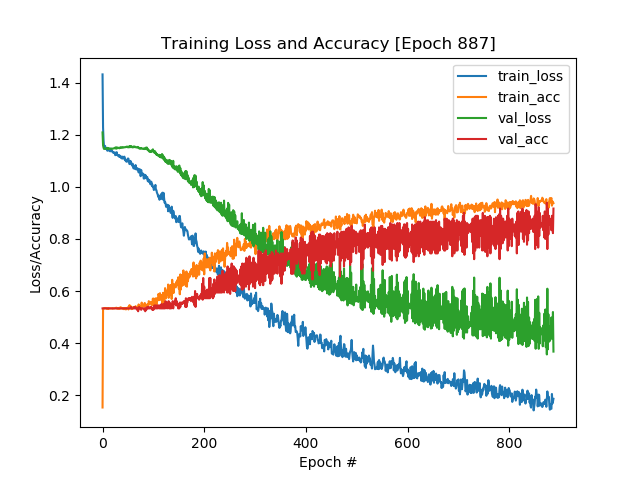 Training Loss and Accuracy [Epoch 887]
train_loss
train_acc
val_loss
val_acc
1.4
1.2
1.0
0.8
0.6
0.4
0.2
Loss/Accuracy
0 200 400 600 800
Epoch #